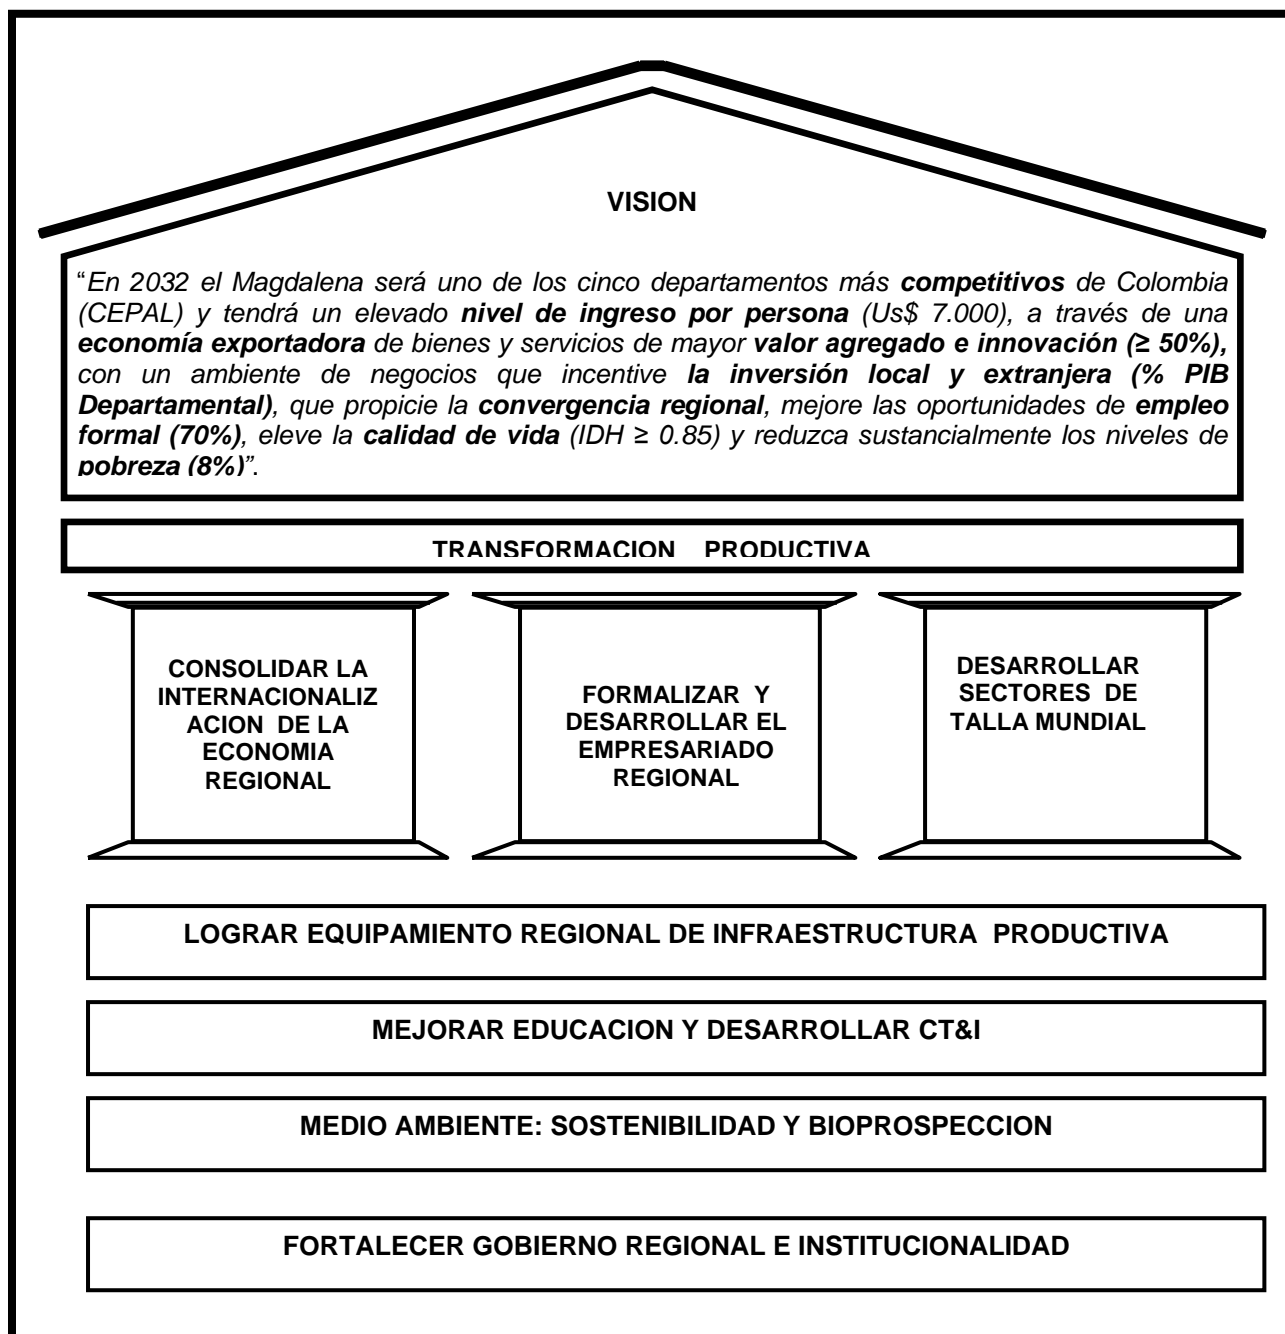 VISION
“En 2032 el Magdalena será uno de los cinco departamentos más competitivos de Colombia
(CEPAL) y tendrá un elevado nivel de ingreso por persona (Us$ 7.000), a través de una
economía exportadora de bienes y servicios de mayor valor agregado e innovación (≥ 50%),
con un ambiente de negocios que incentive la inversión local y extranjera (% PIB
Departamental), que propicie la convergencia regional, mejore las oportunidades de empleo
formal (70%), eleve la calidad de vida (IDH ≥ 0.85) y reduzca sustancialmente los niveles de
pobreza (8%)”.
TRANSFORMACION PRODUCTIVA
CONSOLIDAR LA
INTERNACIONALIZ
ACION DE LA
ECONOMIA
REGIONAL
FORMALIZAR Y
DESARROLLAR EL
EMPRESARIADO
REGIONAL
DESARROLLAR
SECTORES DE
TALLA MUNDIAL
LOGRAR EQUIPAMIENTO REGIONAL DE INFRAESTRUCTURA PRODUCTIVA
MEJORAR EDUCACION Y DESARROLLAR CT&I
MEDIO AMBIENTE: SOSTENIBILIDAD Y BIOPROSPECCION
FORTALECER GOBIERNO REGIONAL E INSTITUCIONALIDAD